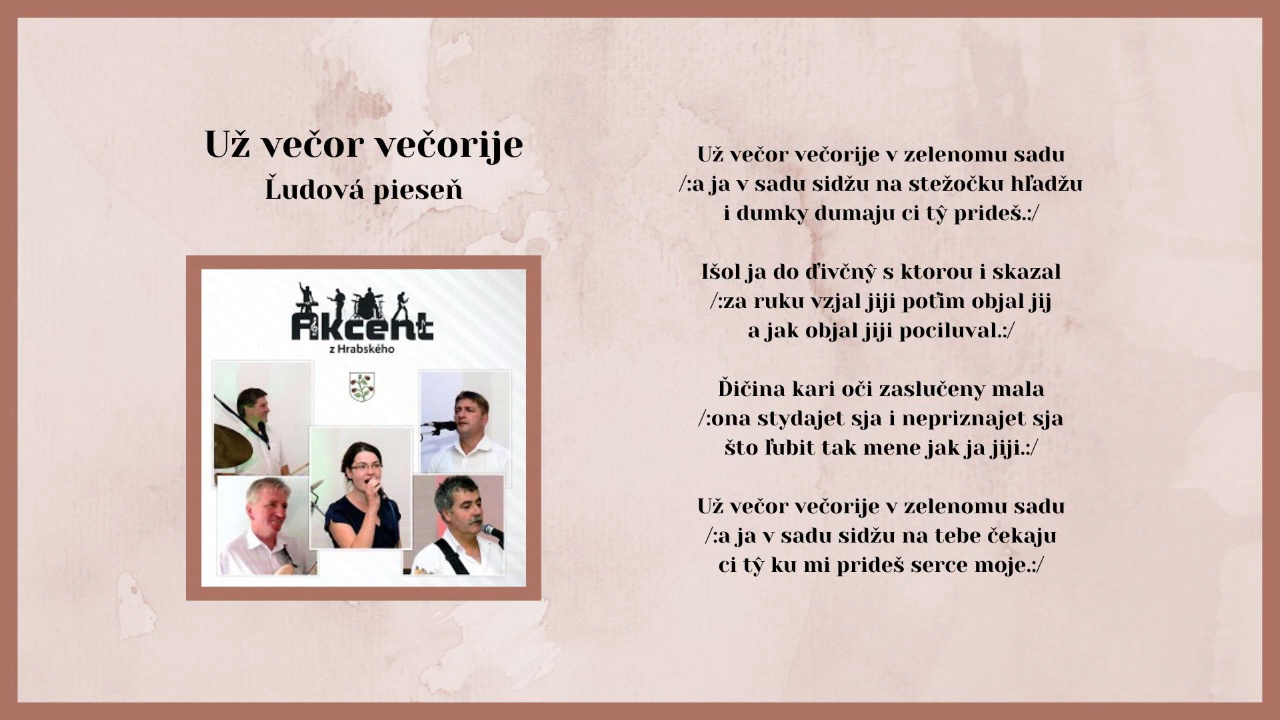 Už večor večorije
Ľudová pieseň
Akcent
z Hrabského
Už večor večorije v zelenomu sadu
/:a ja v sadu sidžu na stežočku hľadžu
i dumky dumaju ci tŷ prideš.:/
Išol ja do ďivčnŷ s ktorou i skazal
/:za ruku vzjal jiji poťim objal jij
a jak objal jiji pociluval.:/
Ďičina kari oči zaslučeny mala
/:ona stydajet sja i nepriznajet sja
što ľubit tak mene jak ja jiji.:/
Už večor večorije v zelenomu sadu
/:a ja v sadu sidžu na tebe čekaju
ci tŷ ku mi prideš serce moje.:/